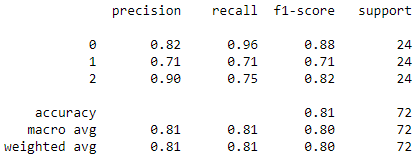 precision recall f1-score support
0 0.82 0.96 0.88 24
1 0.71 0.71 0.71 24
2 0.90 0.75 0.82 24
accuracy 0.81 72
macro avg 0.81 0.81 0.80 72
weighted avg 0.81 0.81 0.80 72